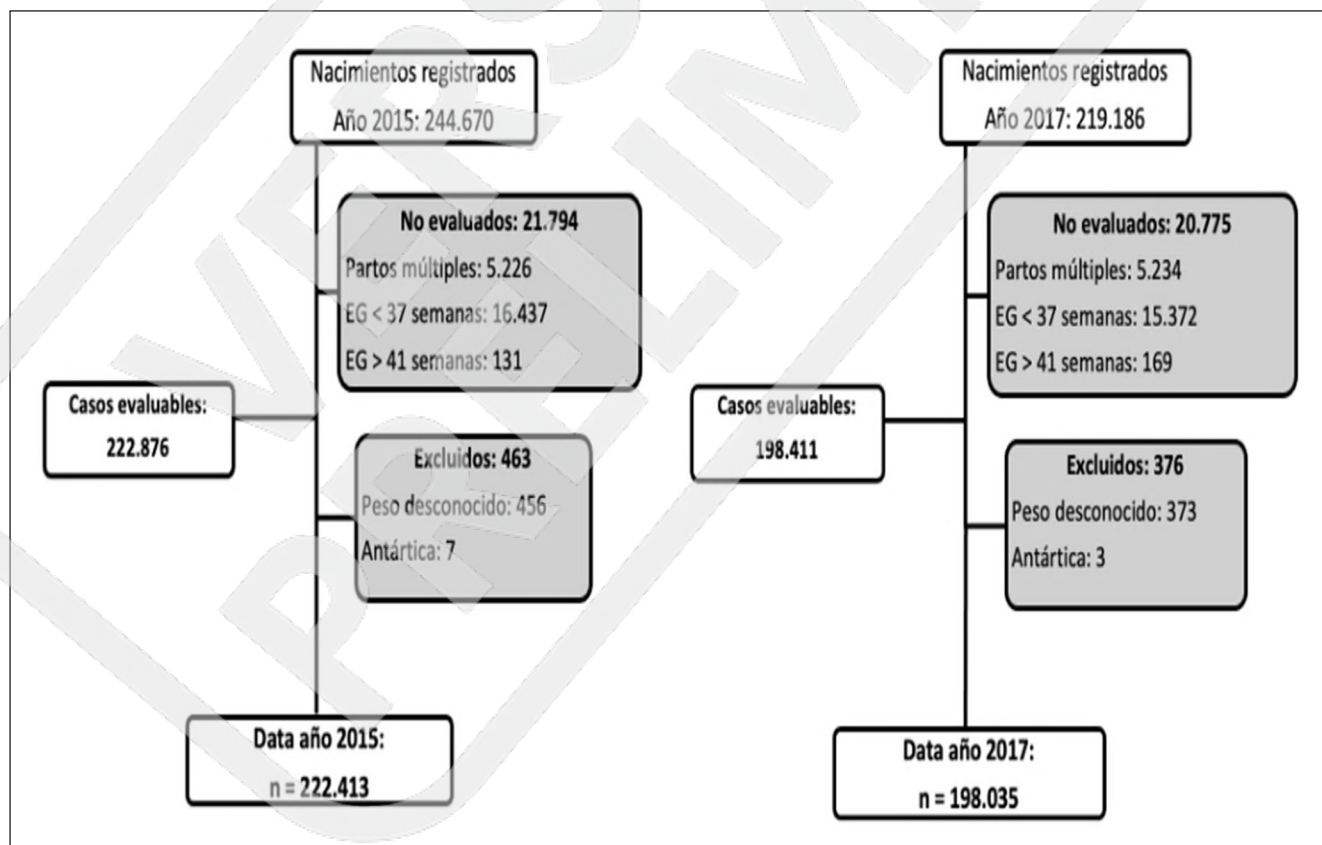 Nacimientos registrados
Año 2015: 244.670
No evaluados: 21.794
Partos múltiples: 5.226
EG < 37 semanas: 16.437
EG > 41 semanas: 131
Casos evaluables:
222.876
Excluidos: 463
Peso desconocido: 456
Antártica: 7
Data año 2015:
n = 222.413
Nacimientos registrados
Año 2017: 219.186
No evaluados: 20.775
Partos múltiples: 5.234
EG < 37 semanas: 15.372
EG > 41 semanas: 169
Casos evaluables:
198.411
Excluidos: 376
Peso desconocido: 373
Antártica: 3
Data año 2017:
n = 198.035